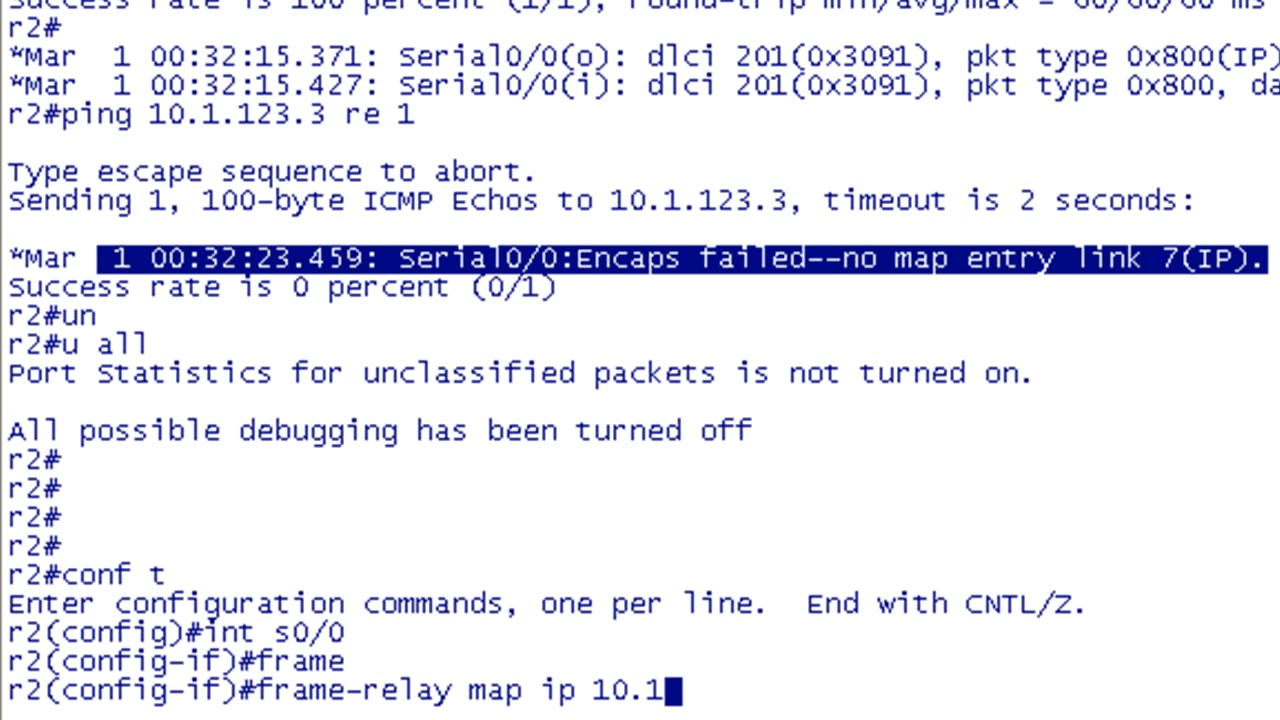 Success rate is 100 percent (1/1), round-trip min/avg/max = 60/60/60 ms
r2#
*Mar  1 00:32:15.371: Serial0/0(o): dlci 201(0x3091), pkt type 0x800(IP)
*Mar  1 00:32:15.427: Serial0/0(i): dlci 201(0x3091), pkt type 0x800, da
r2#ping 10.1.123.3 re 1
Type escape sequence to abort.
Sending 1, 100-byte ICMP Echos to 10.1.123.3, timeout is 2 seconds:
*Mar  1 00:32:23.459: Serial0/0:Encaps failed--no map entry link 7(IP).
Success rate is 0 percent (0/1)
r2#un
r2#u all
Port Statistics for unclassified packets is not turned on.
All possible debugging has been turned off
r2#
r2#
r2#
r2#
r2#conf t
Enter configuration commands, one per line.  End with CNTL/Z.
r2(config)#int s0/0
r2(config-if)#frame
r2(config-if)#frame-relay map ip 10.1